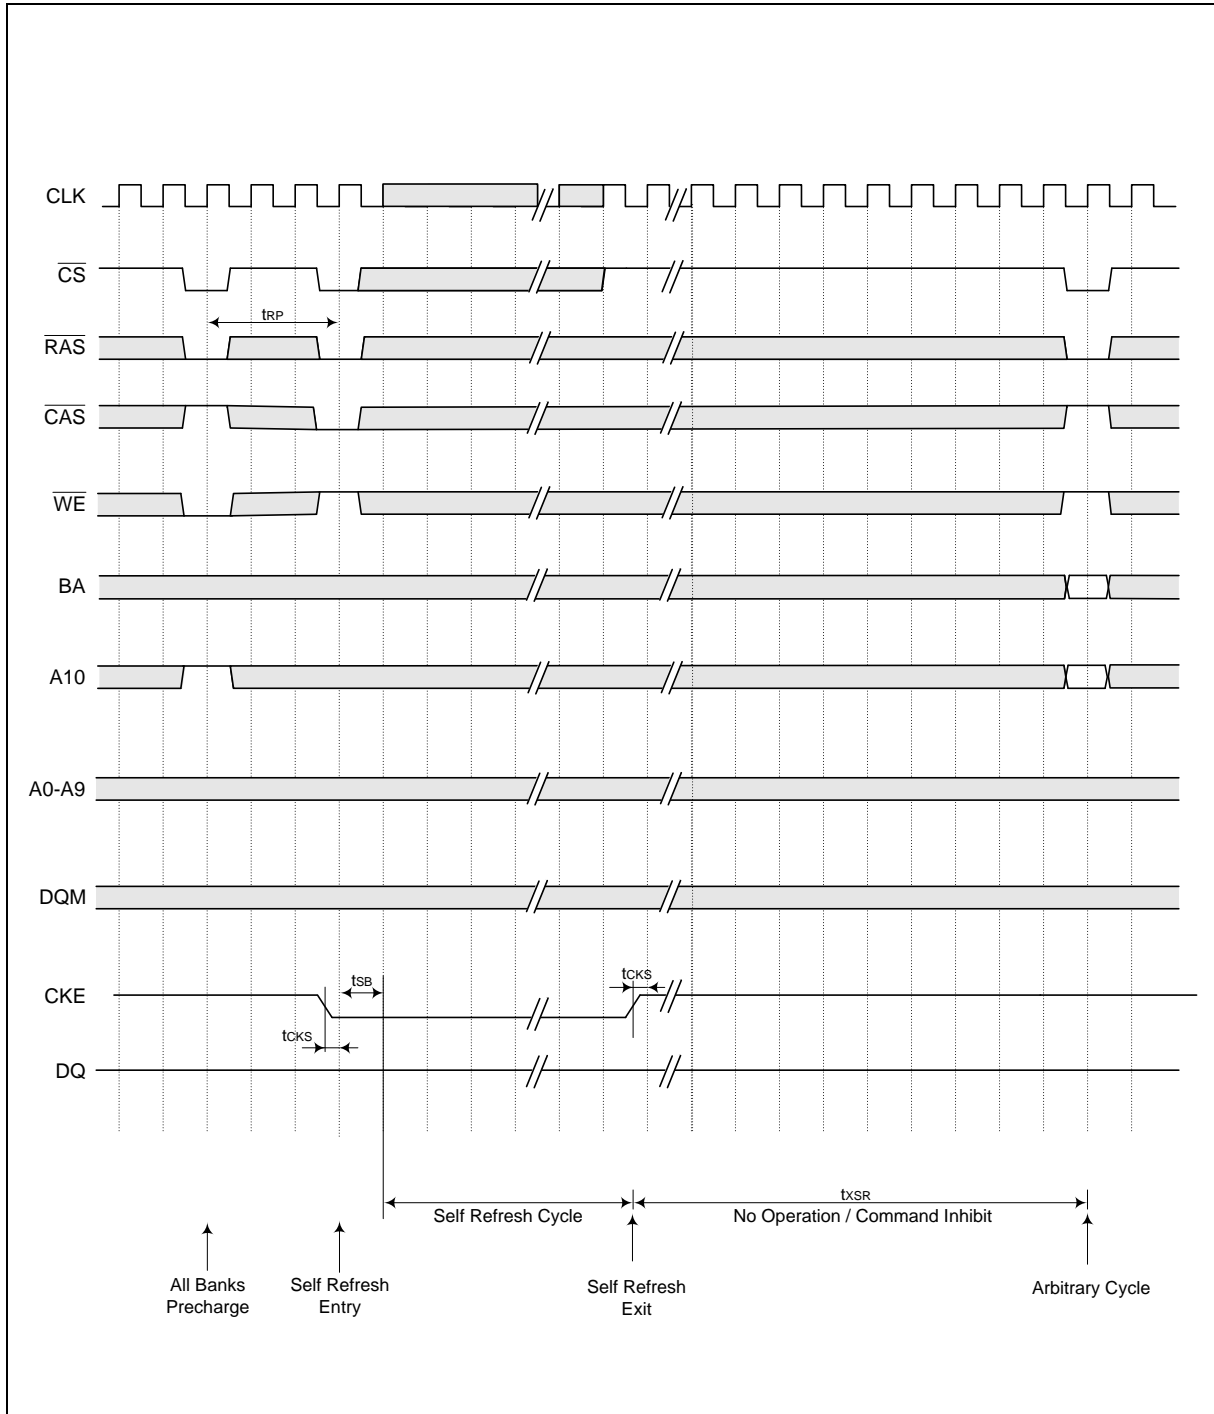 CLK
CS
tRP
RAS
CAS
WE
BA
A10
A0-A9
DQM
tSB
tCKS
CKE
tCKS
DQ
tXSR
Self Refresh Cycle
No Operation / Command Inhibit
All Banks
Precharge
Self Refresh
Entry
Self Refresh
Exit
Arbitrary Cycle